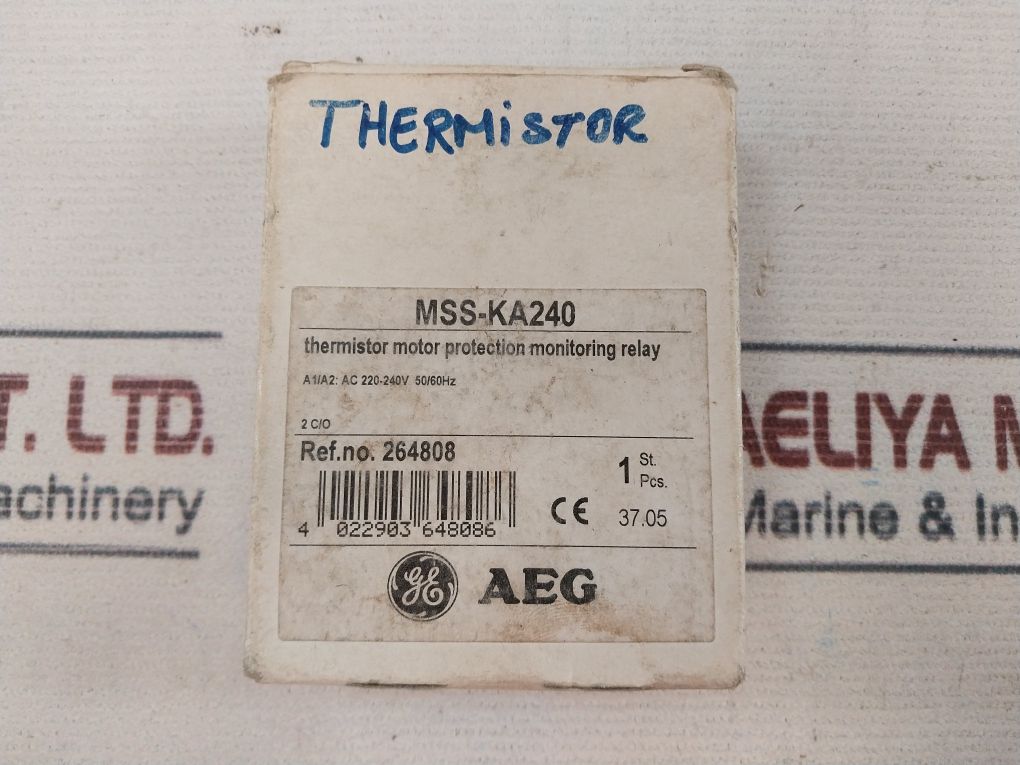 THERMiSTOR
MSS-KA240
thermistor motor protection monitoring relay
A1/A2: AC 220-240V 50/60Hz
2 C/O
Ref.no. 264808
1 St.
Pcs.
4 022903 648086
CE 37.05
GE AEG
T. LTD.
achinery
AELIYA M
Marine & In